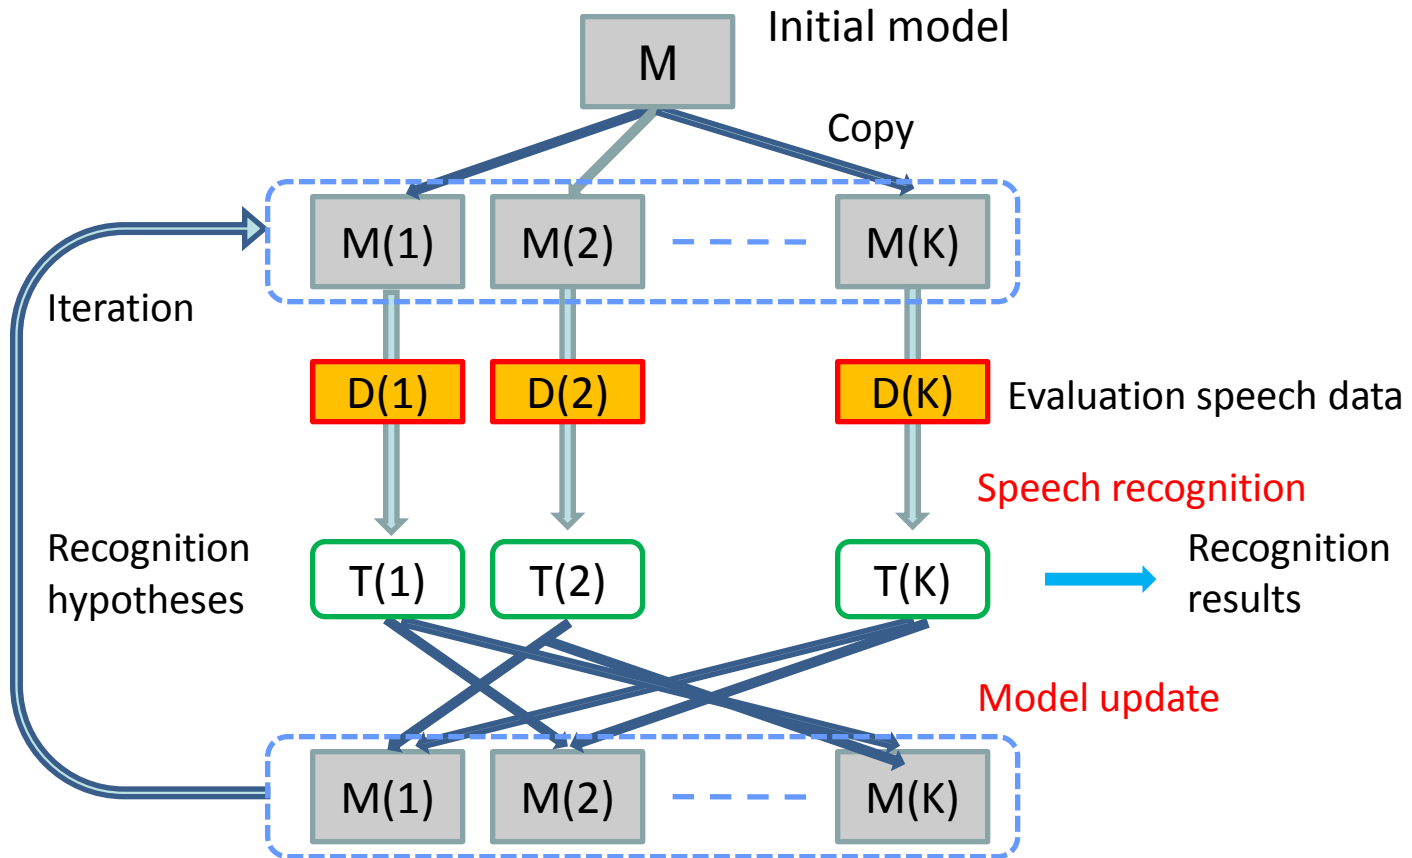 Initial model
M
Copy
M(1) M(2) M(K)
Iteration
D(1) D(2) D(K) Evaluation speech data
Speech recognition
Recognition
hypotheses
T(1) T(2) T(K)
Recognition
results
Model update
M(1) M(2) M(K)